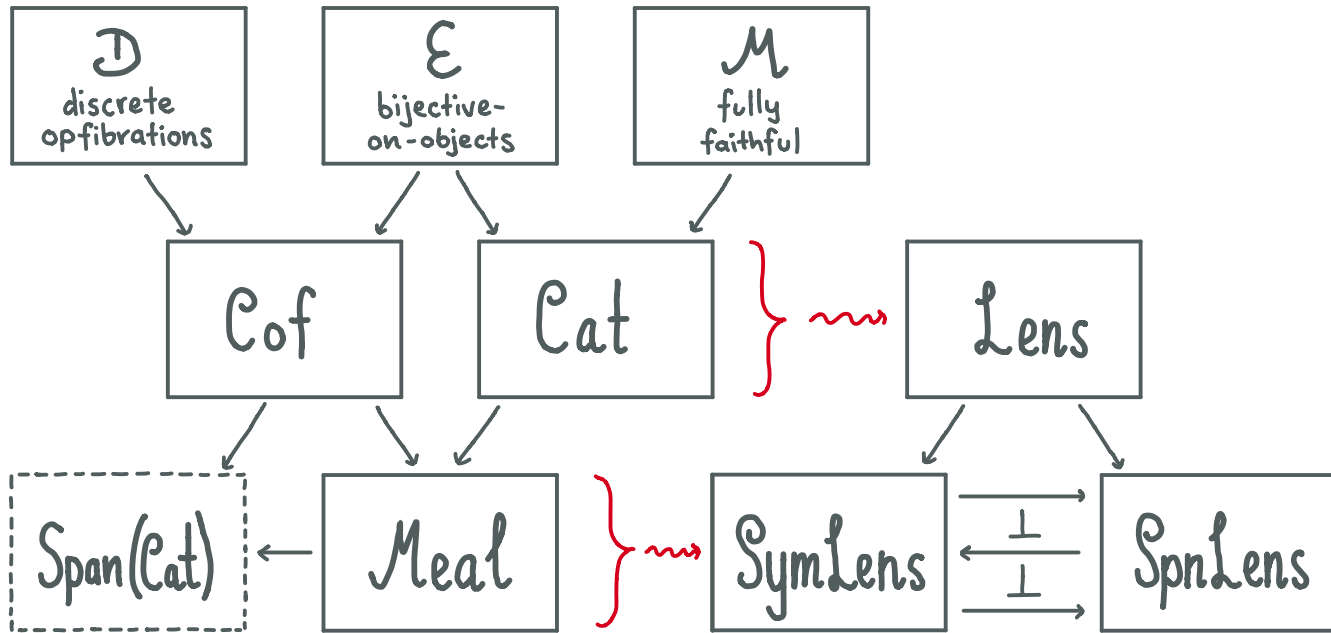 D
discrete
opfibrations
E
bijective-
on-objects
M
fully
faithful
Cof
Cat
Lens
Span(Cat)
Meal
SymLens
⊥
⊥
SpnLens